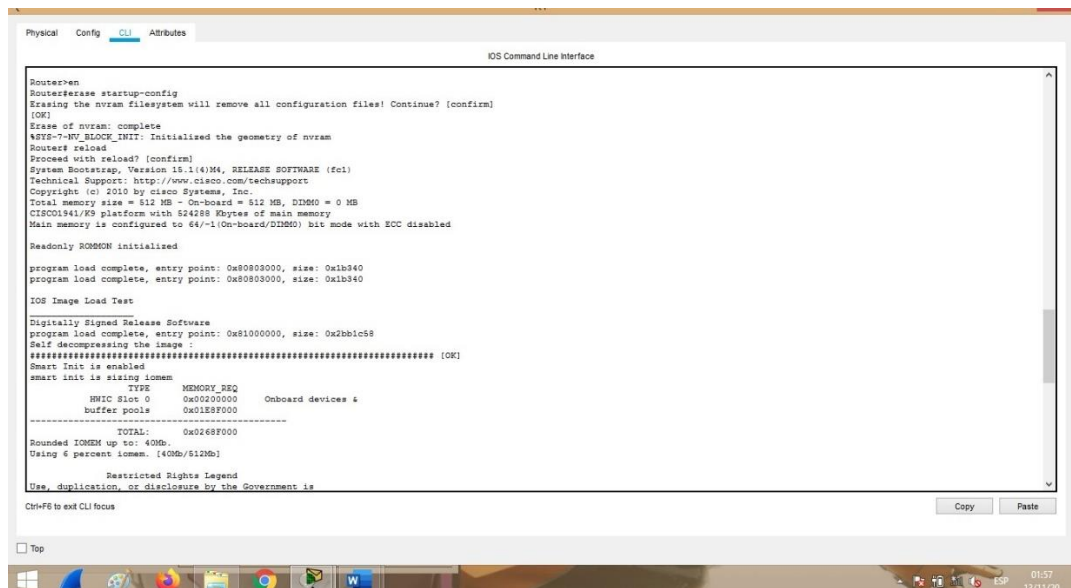 Physical Config CLI Attributes
IOS Command Line Interface
Router>en
Router#erase startup-config
Erasing the nvram filesystem will remove all configuration files! Continue? [confirm]
[OK]
Erase of nvram: complete
%SYS-7-NV_BLOCK_INIT: Initialized the geometry of nvram
Router# reload
Proceed with reload? [confirm]
System Bootstrap, Version 15.1(4)M4, RELEASE SOFTWARE (fc1)
Technical Support: http://www.cisco.com/techsupport
Copyright (c) 2010 by cisco Systems, Inc.
Total memory size = 512 MB - On-board = 512 MB, DIMM0 = 0 MB
CISCO1941/K9 platform with 524288 Kbytes of main memory
Main memory is configured to 64/-1(On-board/DIMM0) bit mode with ECC disabled
Readonly ROMMON initialized
program load complete, entry point: 0x80803000, size: 0x1b340
program load complete, entry point: 0x80803000, size: 0x1b340
IOS Image Load Test
___________________
Digitally Signed Release Software
program load complete, entry point: 0x81000000, size: 0x2bb1c58
Self decompressing the image :
########################################################################## [OK]
Smart Init is enabled
smart init is sizing iomem
TYPE MEMORY_REQ
HWIC Slot 0 0x00200000 Onboard devices &
buffer pools 0x01E8F000
-----------------------------------------------
TOTAL: 0x0268F000
Rounded IOMEM up to: 40Mb.
Using 6 percent iomem. [40Mb/512Mb]
Restricted Rights Legend
Use, duplication, or disclosure by the Government is
Ctrl+F6 to exit CLI focus
Copy Paste
Top
ESP 01:57